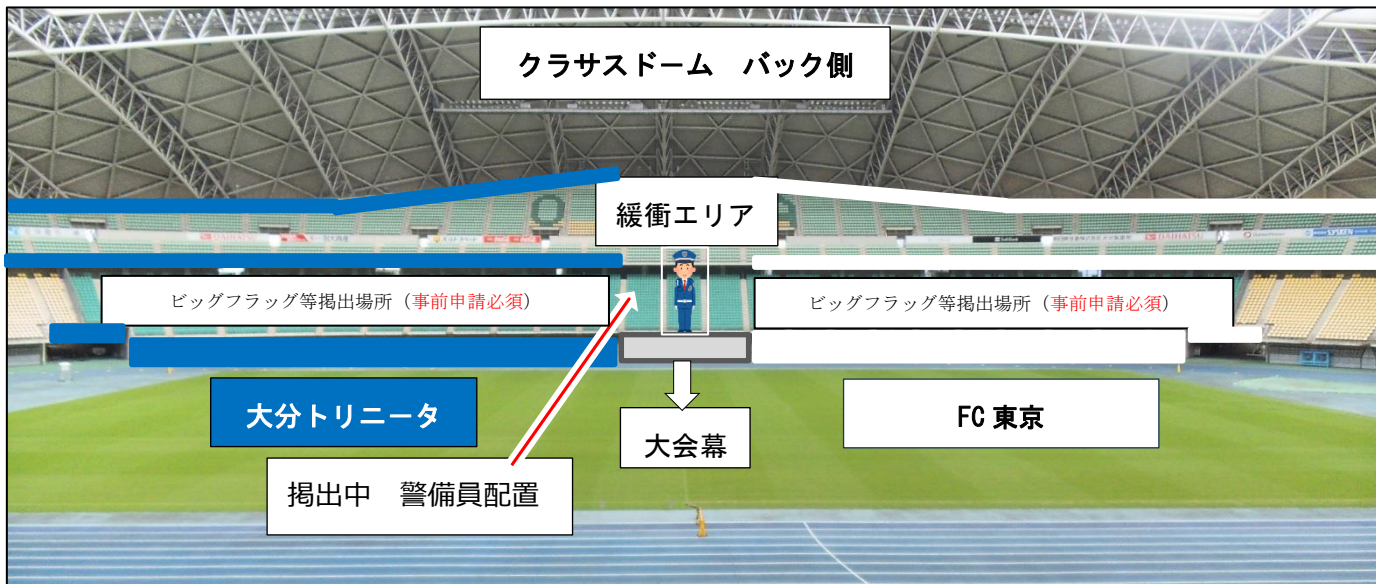 クラサスドーム　バック側
緩衝エリア
DAIHATSU
DAIHATSU
ビッグフラッグ等掲出場所（事前申請必須）
ビッグフラッグ等掲出場所（事前申請必須）
大分トリニータ
大会幕
FC東京
掲出中　警備員配置